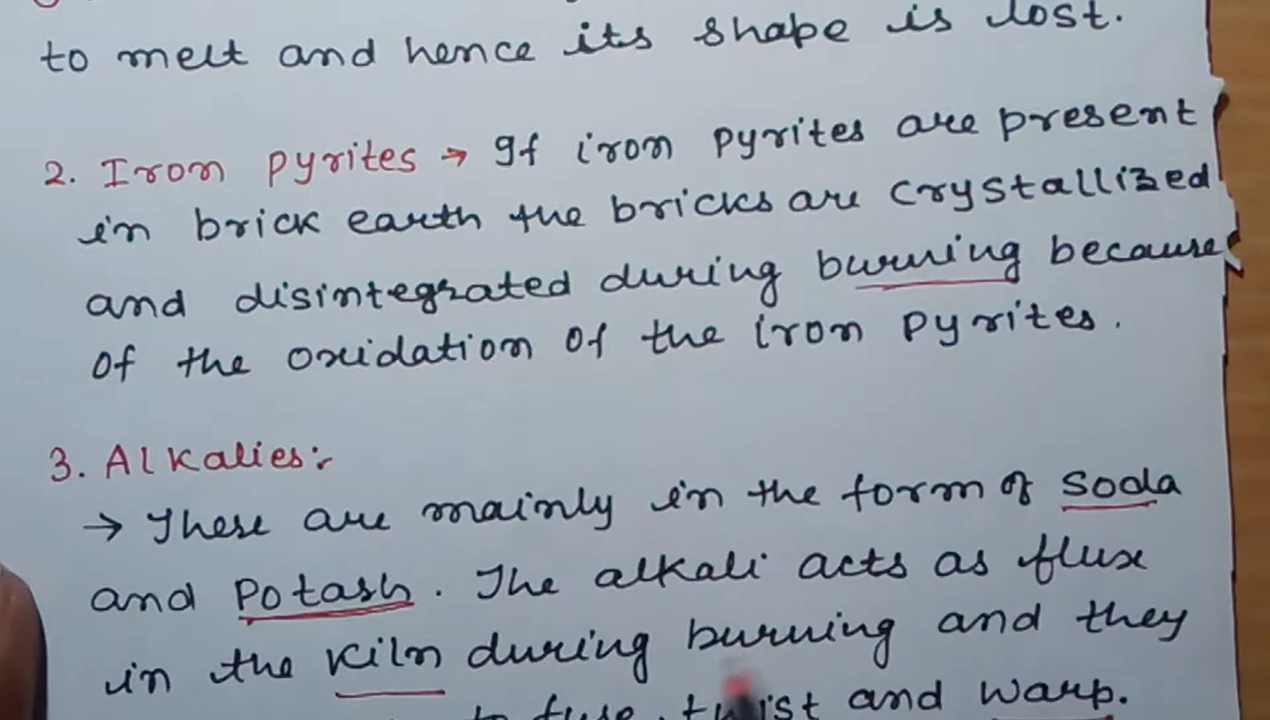 to melt and hence its shape is lost.
2. Iron pyrites → If iron pyrites are present
in brick earth the bricks are crystallized
and disintegrated during burning because
of the oxidation of the iron pyrites.
3. Alkalies:-
→ These are mainly in the form of soda
and Potash. The alkali acts as flux
in the kiln during burning and they
to fuse, twist and warp.